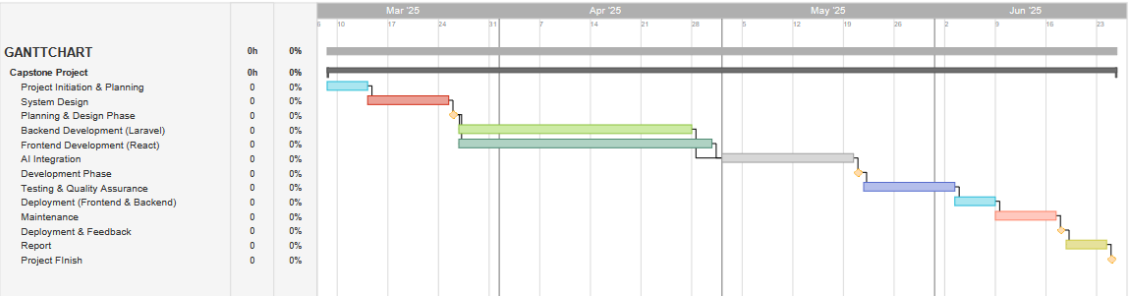 Mar '25 Apr '25 May '25 Jun '25
10 17 24 31 7 14 21 28 5 12 19 26 2 9 16 23
GANTTCHART 0h 0%
Capstone Project 0h 0%
Project Initiation & Planning 0 0%
System Design 0 0%
Planning & Design Phase 0 0%
Backend Development (Laravel) 0 0%
Frontend Development (React) 0 0%
AI Integration 0 0%
Development Phase 0 0%
Testing & Quality Assurance 0 0%
Deployment (Frontend & Backend) 0 0%
Maintenance 0 0%
Deployment & Feedback 0 0%
Report 0 0%
Project FInish 0 0%